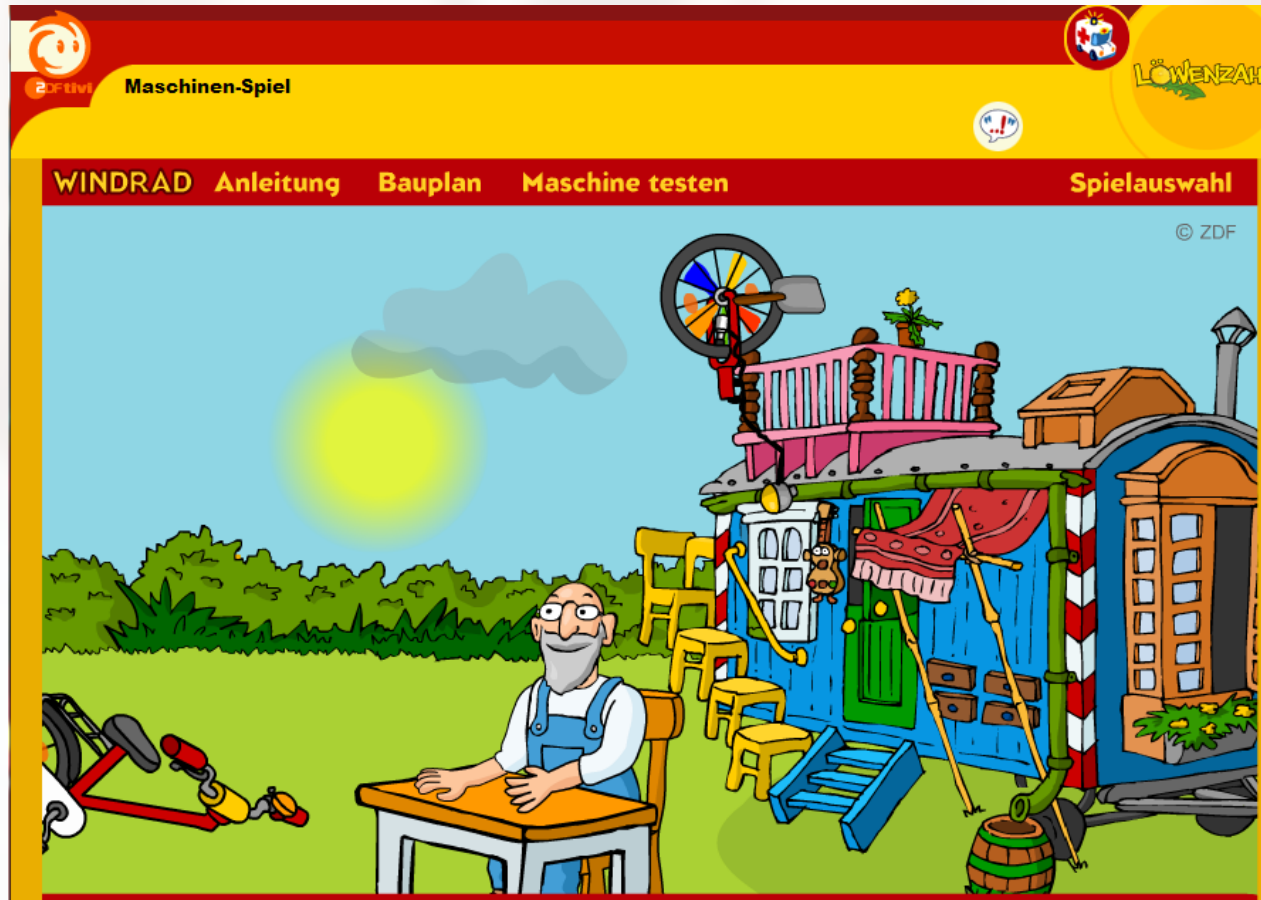 ZDFtivi
Maschinen-Spiel
LÖWENZAH
"..!"
WINDRAD Anleitung Bauplan Maschine testen Spielauswahl
© ZDF